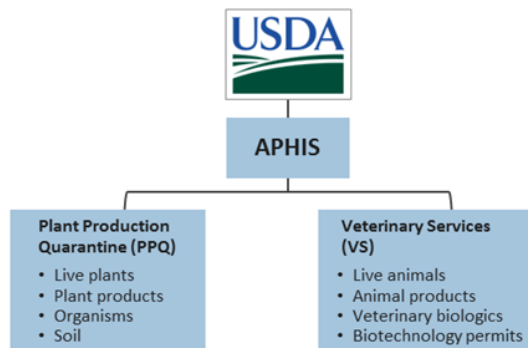 USDA
APHIS
Plant Production
Quarantine (PPQ)
• Live plants
• Plant products
• Organisms
• Soil
Veterinary Services
(VS)
• Live animals
• Animal products
• Veterinary biologics
• Biotechnology permits